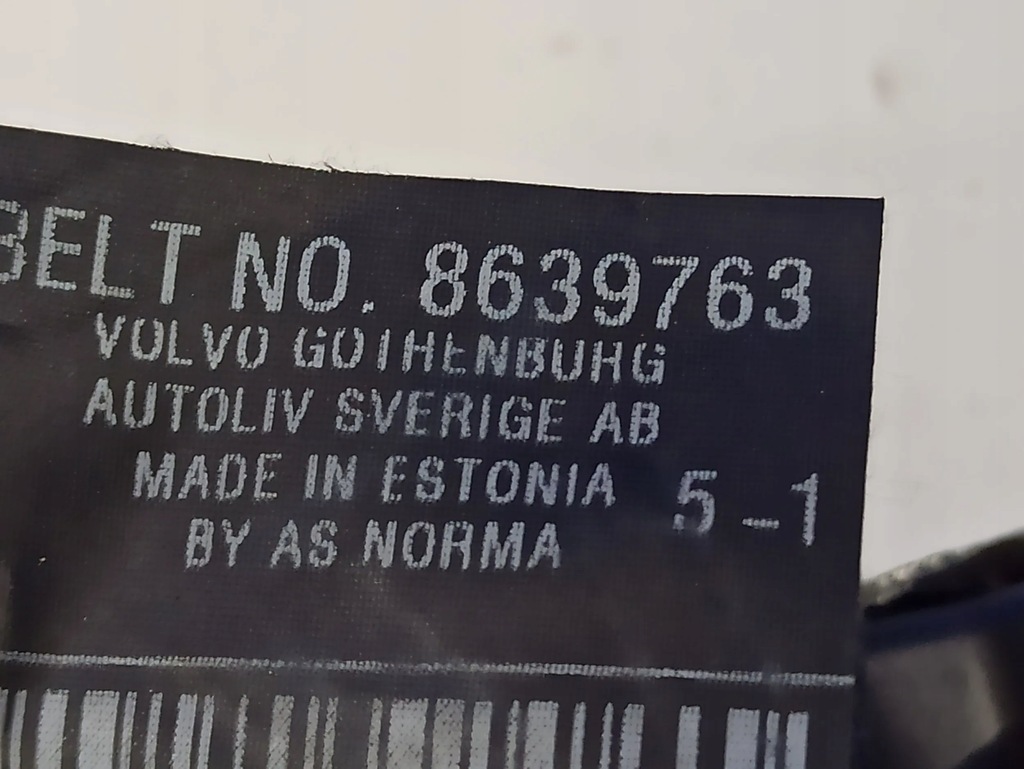 BELT NO. 8639763
VOLVO GOTHENBURG
AUTOLIV SVERIGE AB
MADE IN ESTONIA 5-1
BY AS NORMA